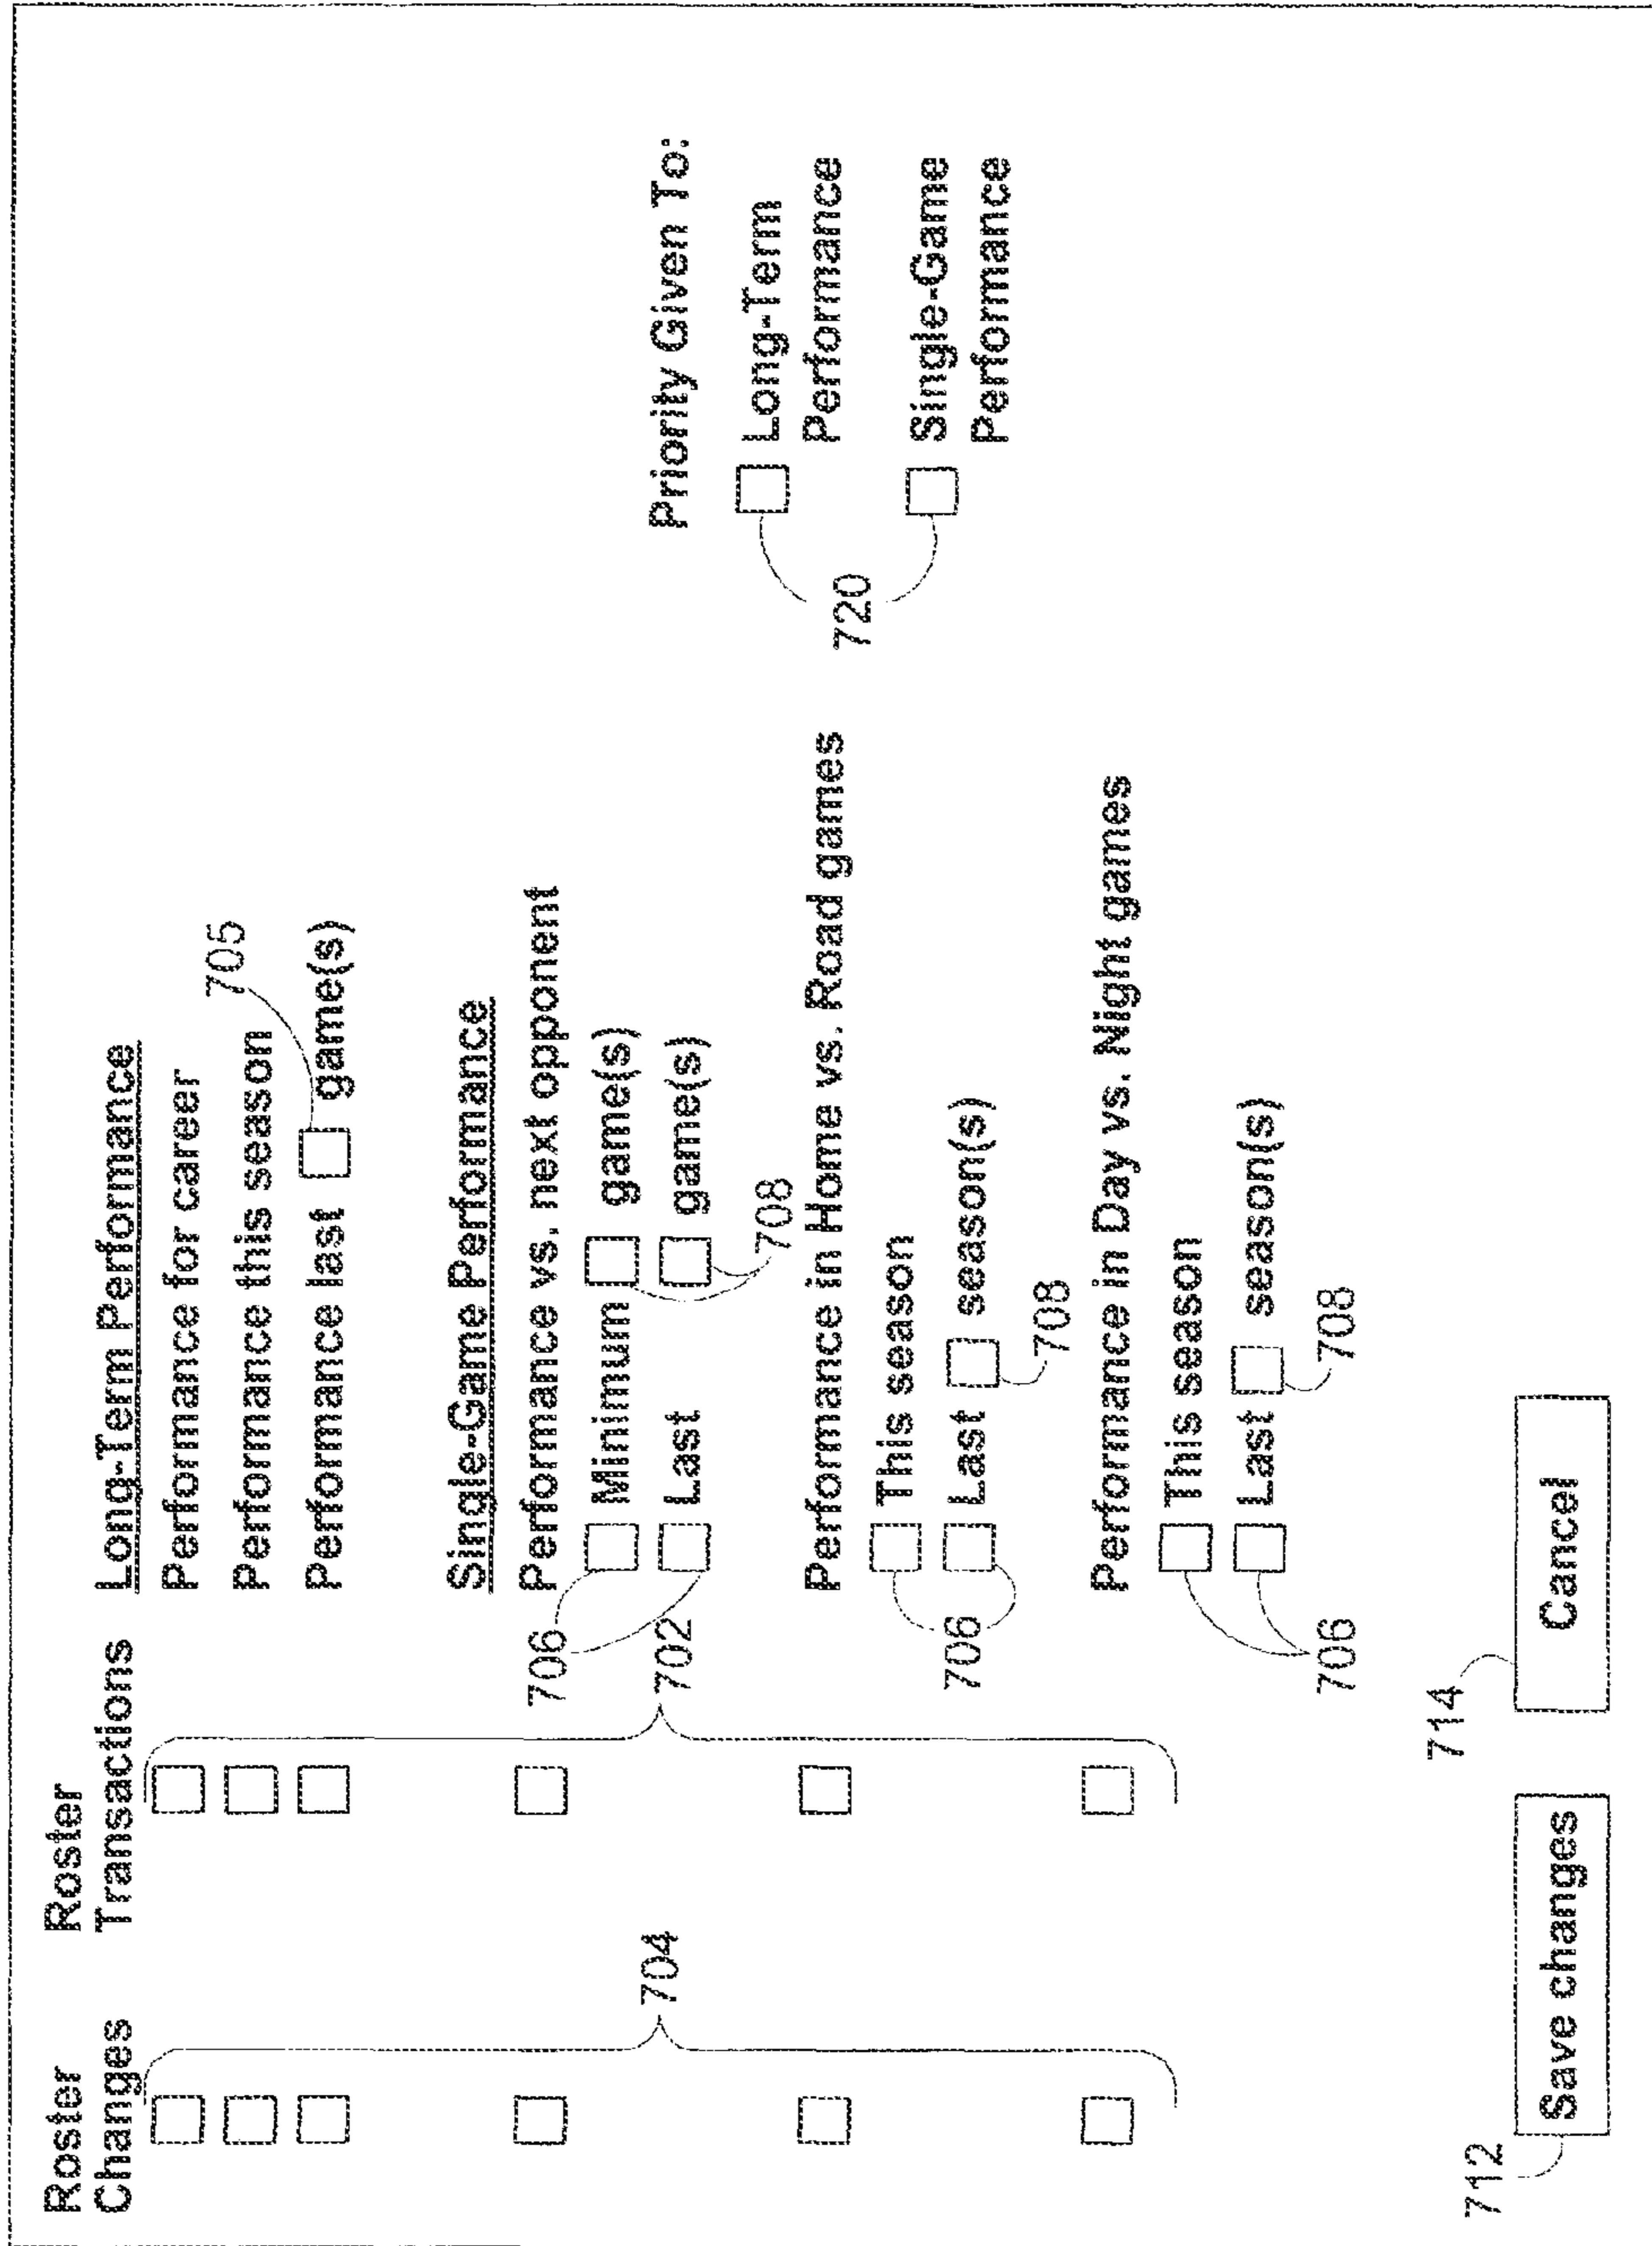 Roster
Changes
Roster
Transactions
Long-Term Performance
Performance for career
Performance this season
Performance last game(s)
705
Single-Game Performance
Performance vs. next opponent
Minimum game(s)
Last game(s)
706
708
702
704
Performance in Home vs. Road games
This season
Last season(s)
706
708
Performance in Day vs. Night games
This season
Last season(s)
706
708
Priority Given To:
Long-Term
Performance
Single-Game
Performance
720
712
Save changes
714
Cancel